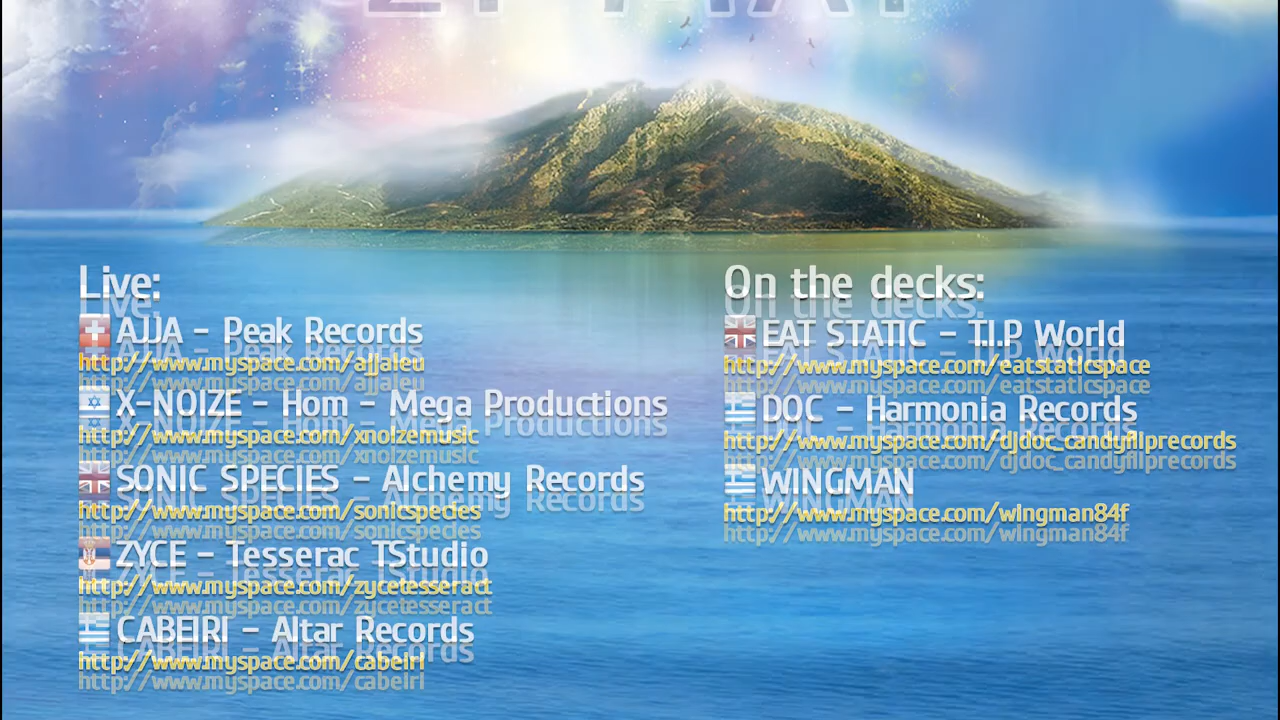 Live:
AJJA - Peak Records
http://www.myspace.com/ajjaieu
X-NOIZE - Hom - Mega Productions
http://www.myspace.com/xnoizemusic
SONIC SPECIES - Alchemy Records
http://www.myspace.com/sonicspecies
ZYCE - Tesserac TStudio
http://www.myspace.com/zycetesseract
CABEIRI - Altar Records
http://www.myspace.com/cabeiri
On the decks:
EAT STATIC - T.I.P World
http://www.myspace.com/eatstaticspace
DOC - Harmonia Records
http://www.myspace.com/djdoc_candyfliprecords
WINGMAN
http://www.myspace.com/wingman84f